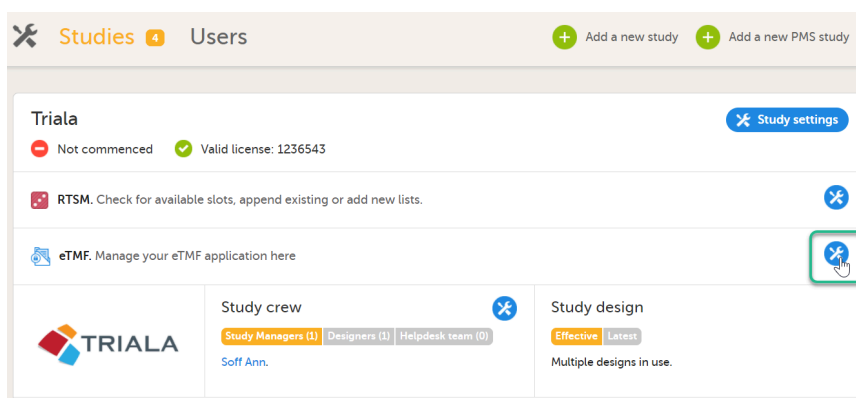 Studies 4 Users
Add a new study Add a new PMS study
Triala
Study settings
Not commenced Valid license: 1236543
RTSM. Check for available slots, append existing or add new lists.
eTMF. Manage your eTMF application here
TRIALA
Study crew
Study Managers (1) Designers (1) Helpdesk team (0)
Soff Ann.
Study design
Effective Latest
Multiple designs in use.